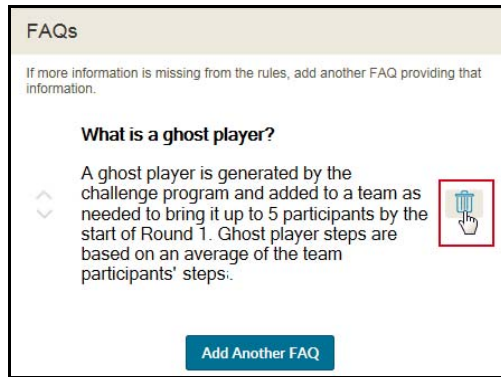 FAQs
If more information is missing from the rules, add another FAQ providing that
information.
What is a ghost player?
A ghost player is generated by the
challenge program and added to a team as
needed to bring it up to 5 participants by the
start of Round 1. Ghost player steps are
based on an average of the team
participants' steps.
Add Another FAQ